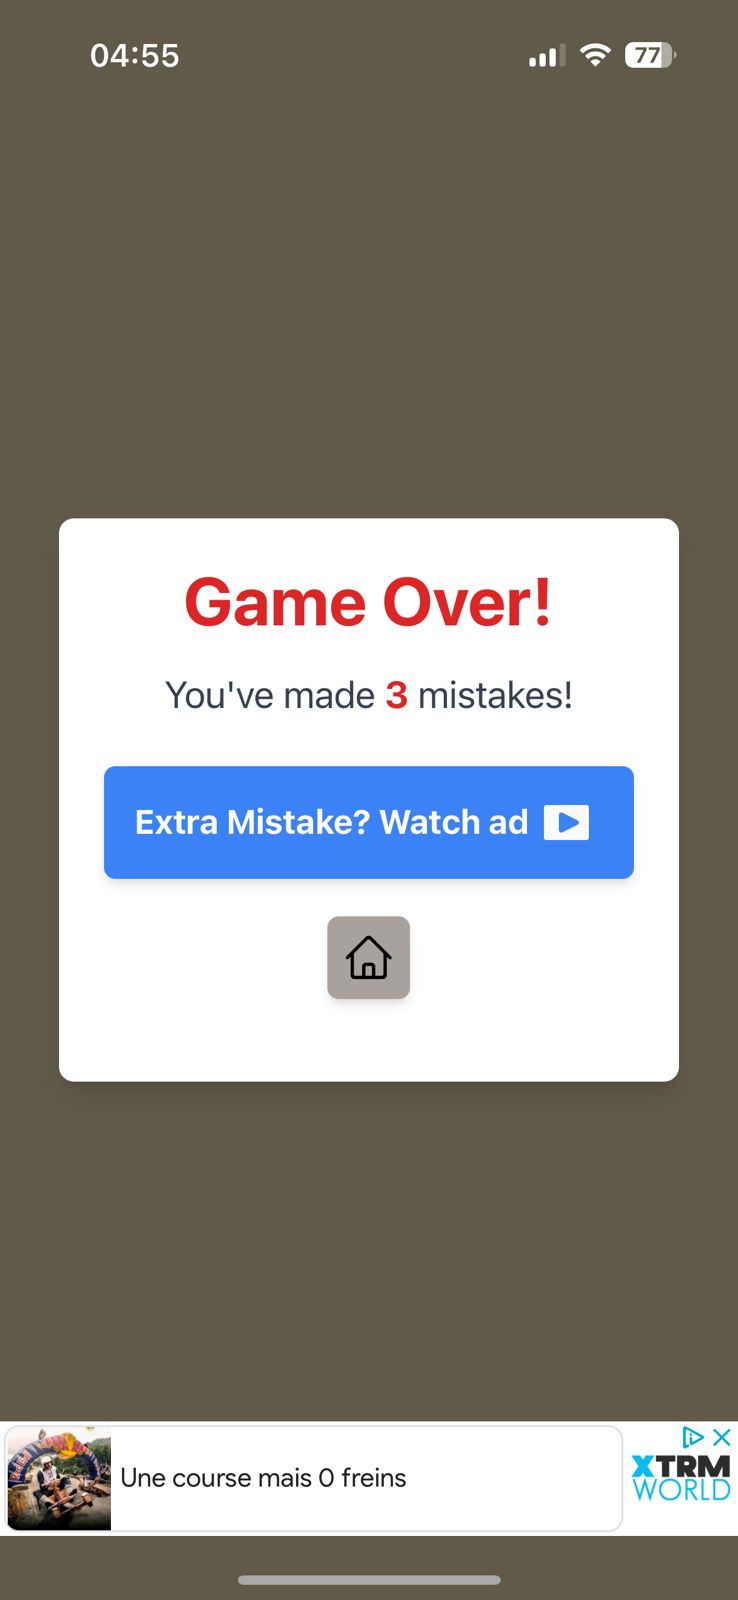 04:55
77
Game Over!
You've made 3 mistakes!
Extra Mistake? Watch ad
Une course mais 0 freins
XTRM
WORLD